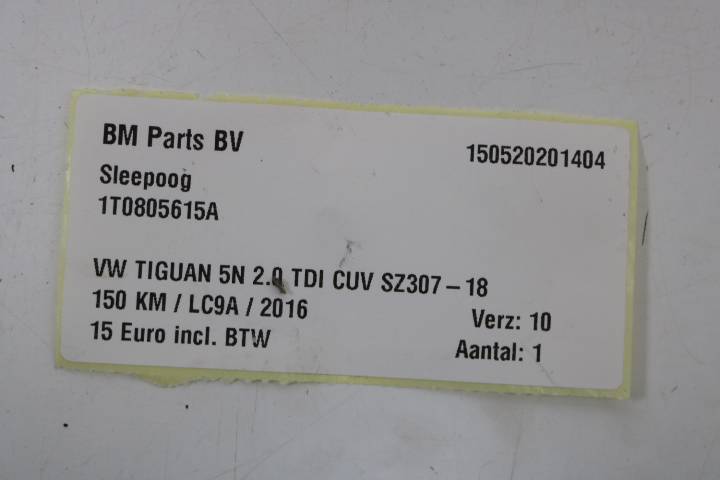 BM Parts BV
150520201404
Sleepoog
1T0805615A
VW TIGUAN 5N 2.0 TDI CUV SZ307-18
150 KM / LC9A / 2016
Verz: 10
15 Euro incl. BTW
Aantal: 1